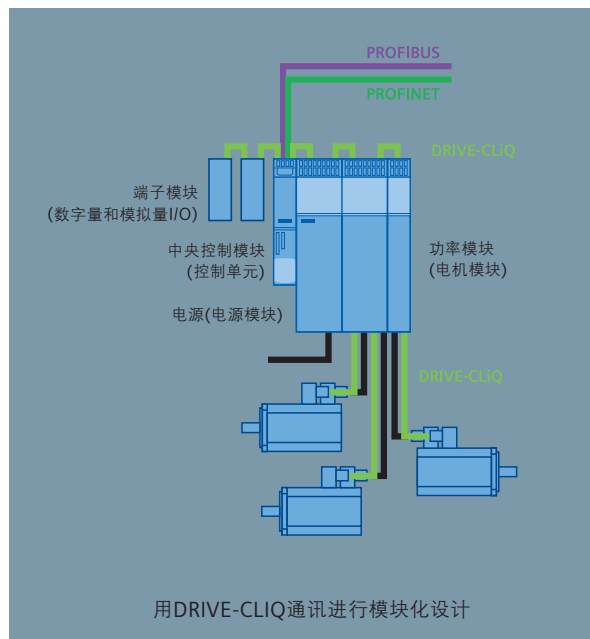 PROFIBUS
PROFINET
DRIVE-CLiQ
端子模块
(数字量和模拟量I/O)
中央控制模块
(控制单元)
功率模块
(电机模块)
电源(电源模块)
DRIVE-CLiQ
用DRIVE-CLIQ通讯进行模块化设计